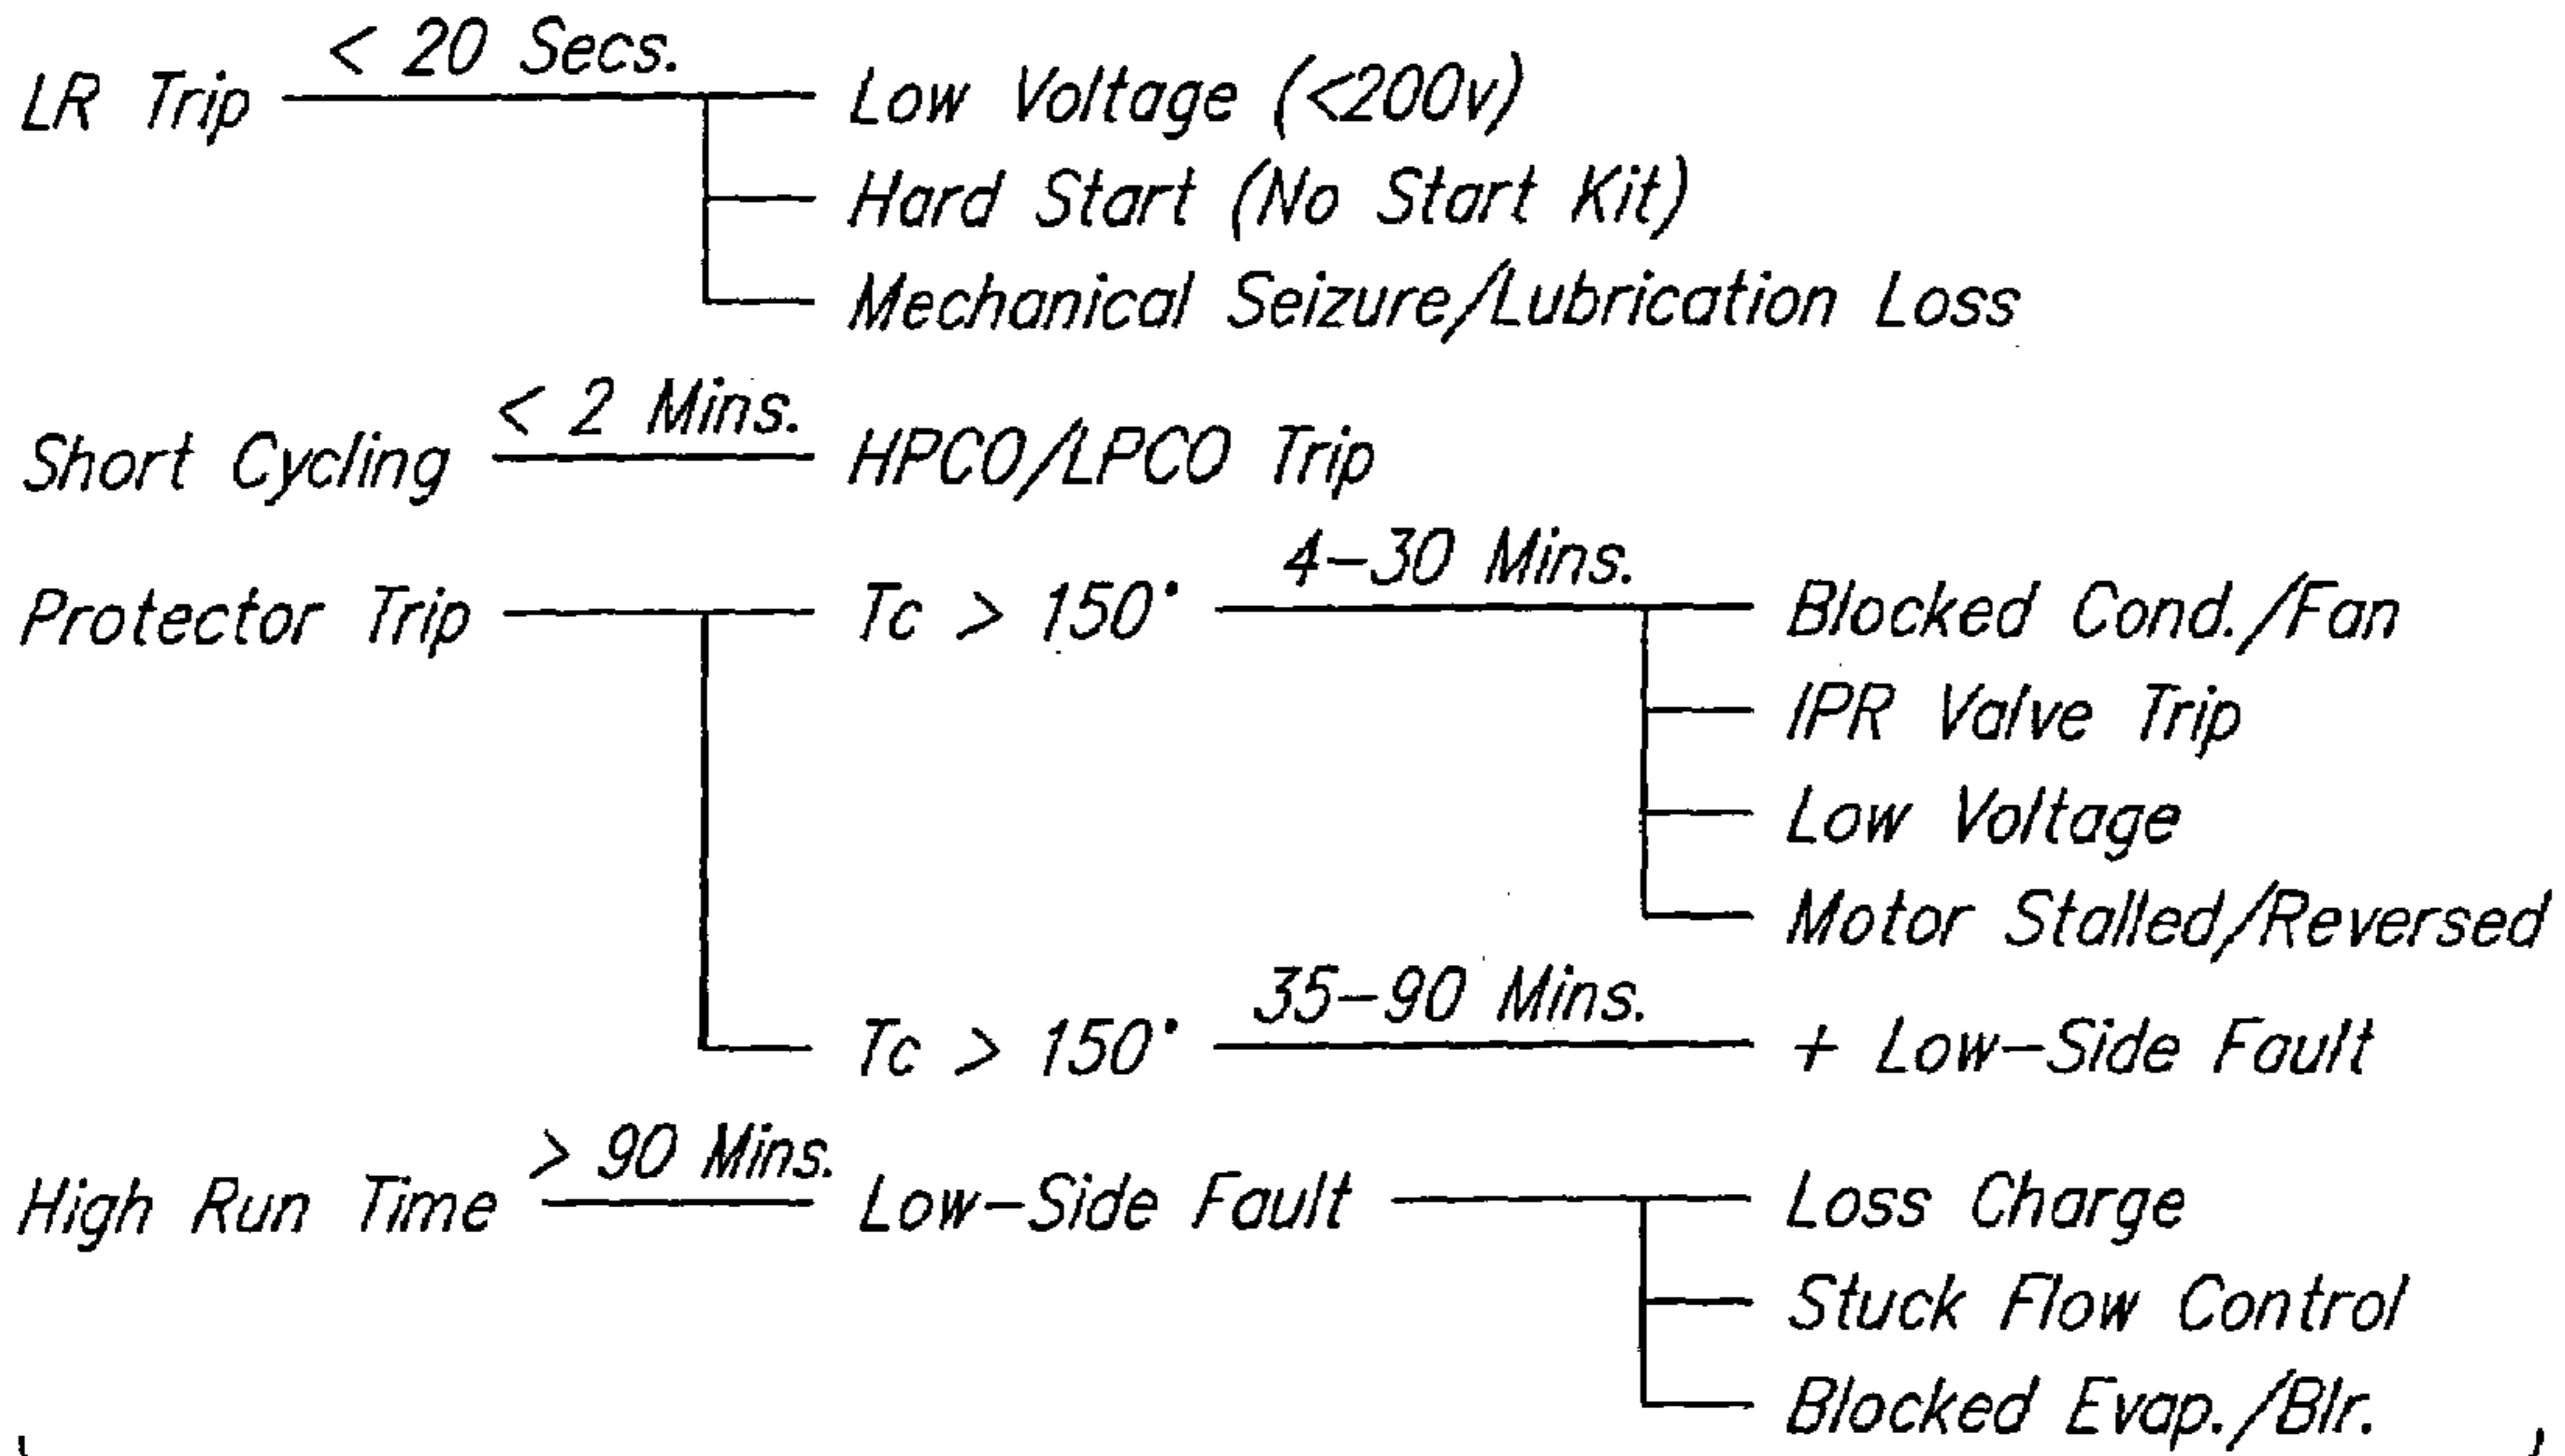 LR Trip < 20 Secs. Low Voltage (<200v)
Hard Start (No Start Kit)
Mechanical Seizure/Lubrication Loss
Short Cycling < 2 Mins. HPCO/LPCO Trip
Protector Trip Tc > 150° 4-30 Mins. Blocked Cond./Fan
IPR Valve Trip
Low Voltage
Motor Stalled/Reversed
Tc > 150° 35-90 Mins. + Low-Side Fault
High Run Time > 90 Mins. Low-Side Fault Loss Charge
Stuck Flow Control
Blocked Evap./Blr.